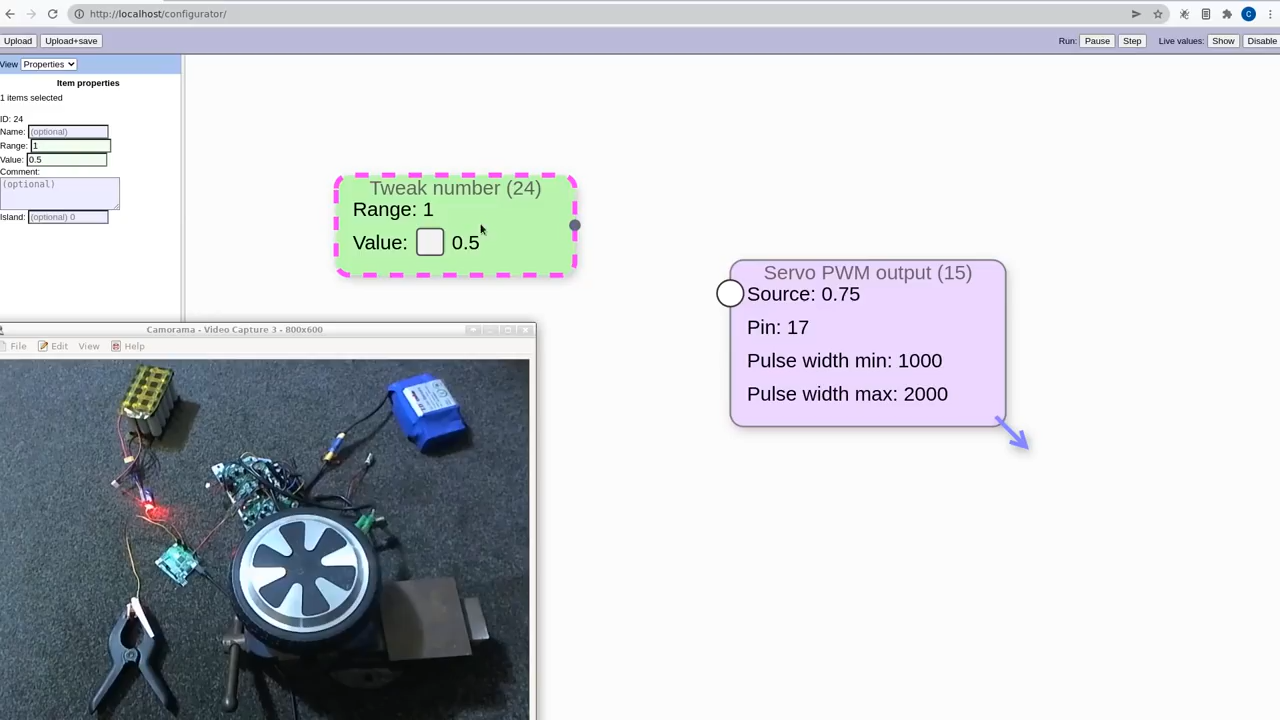 http://localhost/configurator/
Upload Upload+save Run: Pause Step Live values: Show Disable
View Properties
Item properties
1 items selected
ID: 24
Name: (optional)
Range: 1
Value: 0.5
Comment:
(optional)
Island: (optional) 0
Tweak number (24)
Range: 1
Value: 0.5
Servo PWM output (15)
Source: 0.75
Pin: 17
Pulse width min: 1000
Pulse width max: 2000
Camorama - Video Capture 3 - 800x600
File Edit View Help